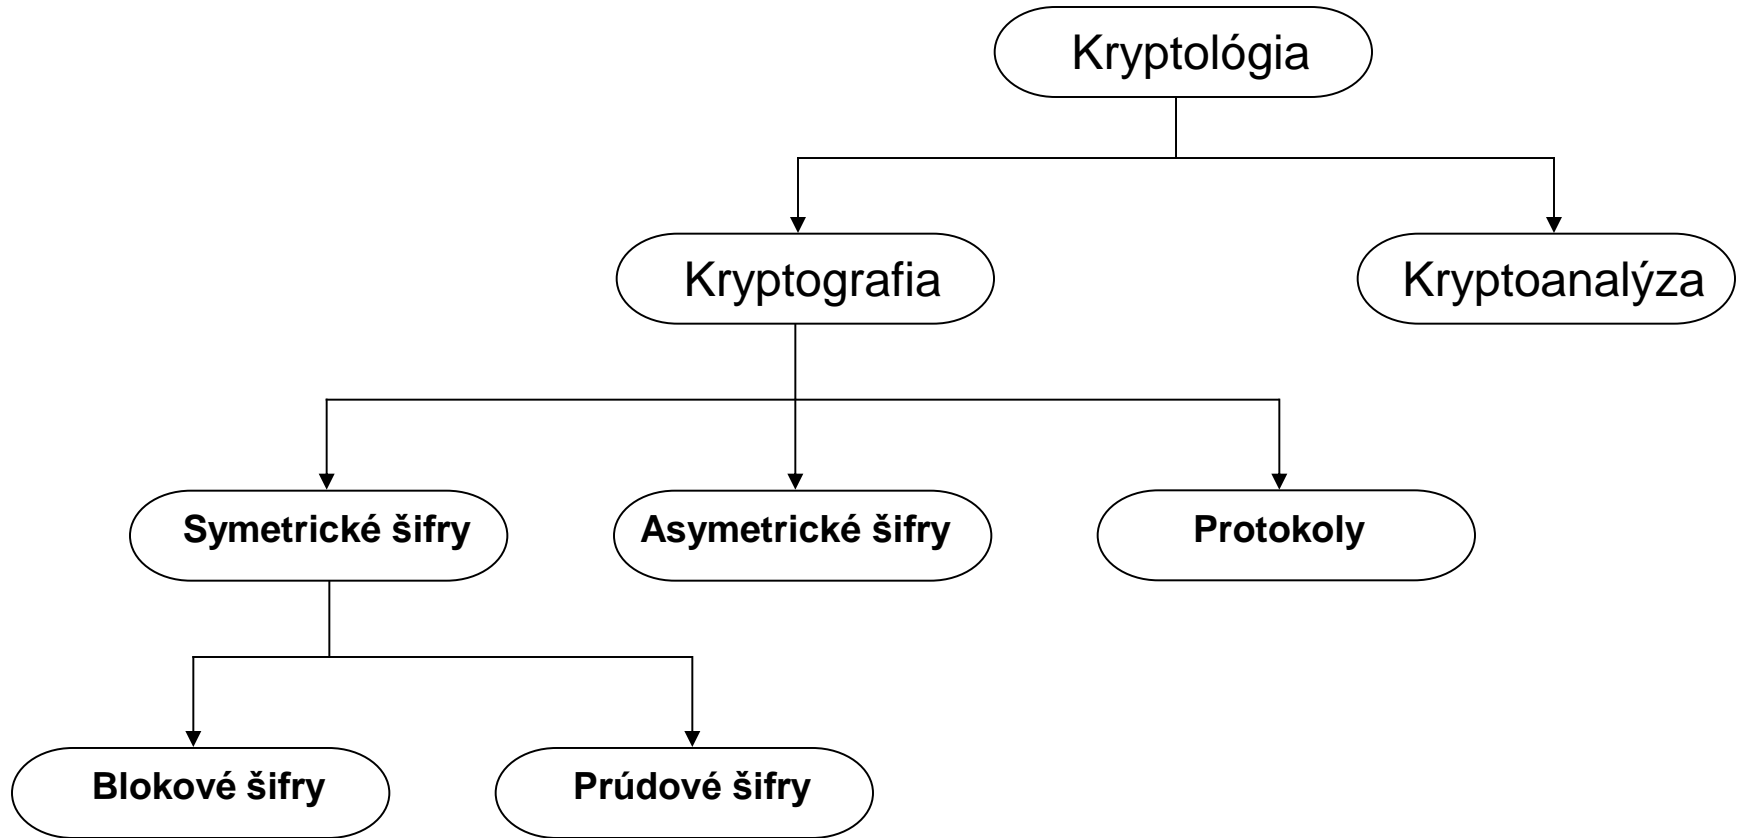 Kryptológia
Kryptografia
Kryptoanalýza
Symetrické šifry
Asymetrické šifry
Protokoly
Blokové šifry
Prúdové šifry